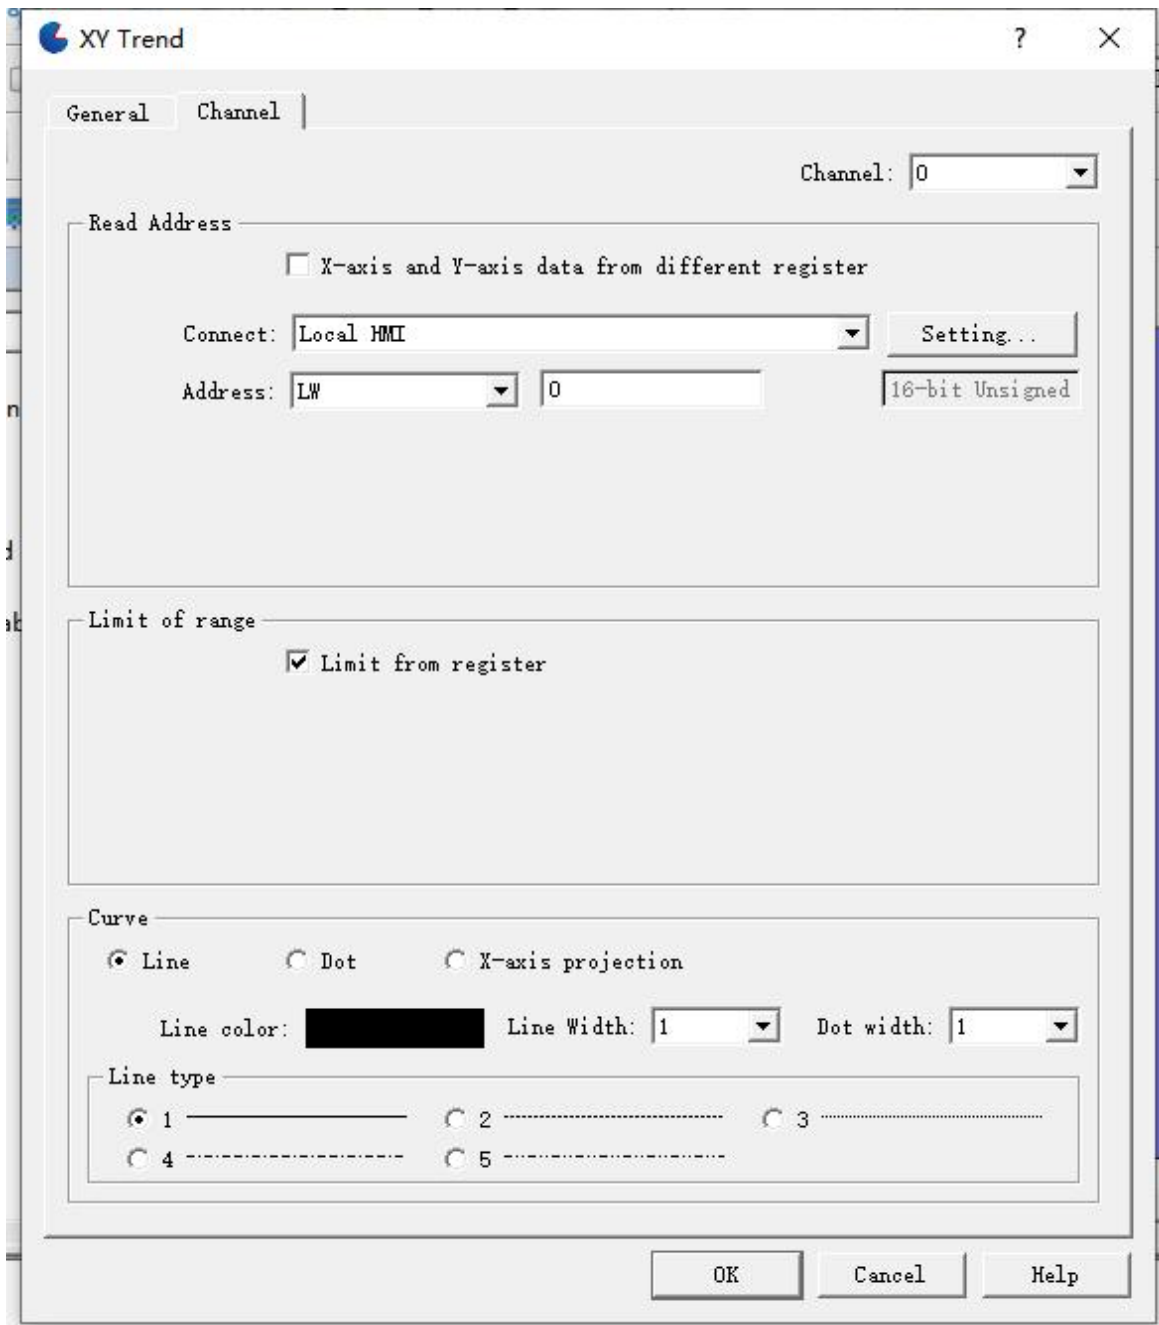 XY Trend ?
General Channel
Channel: 0
Read Address
X-axis and Y-axis data from different register
Connect: Local HMI Setting...
Address: LW 0 16-bit Unsigned
Limit of range
Limit from register
Curve
Line Dot X-axis projection
Line color: Line Width: 1 Dot width: 1
Line type
1 2 3
4 5
OK Cancel Help